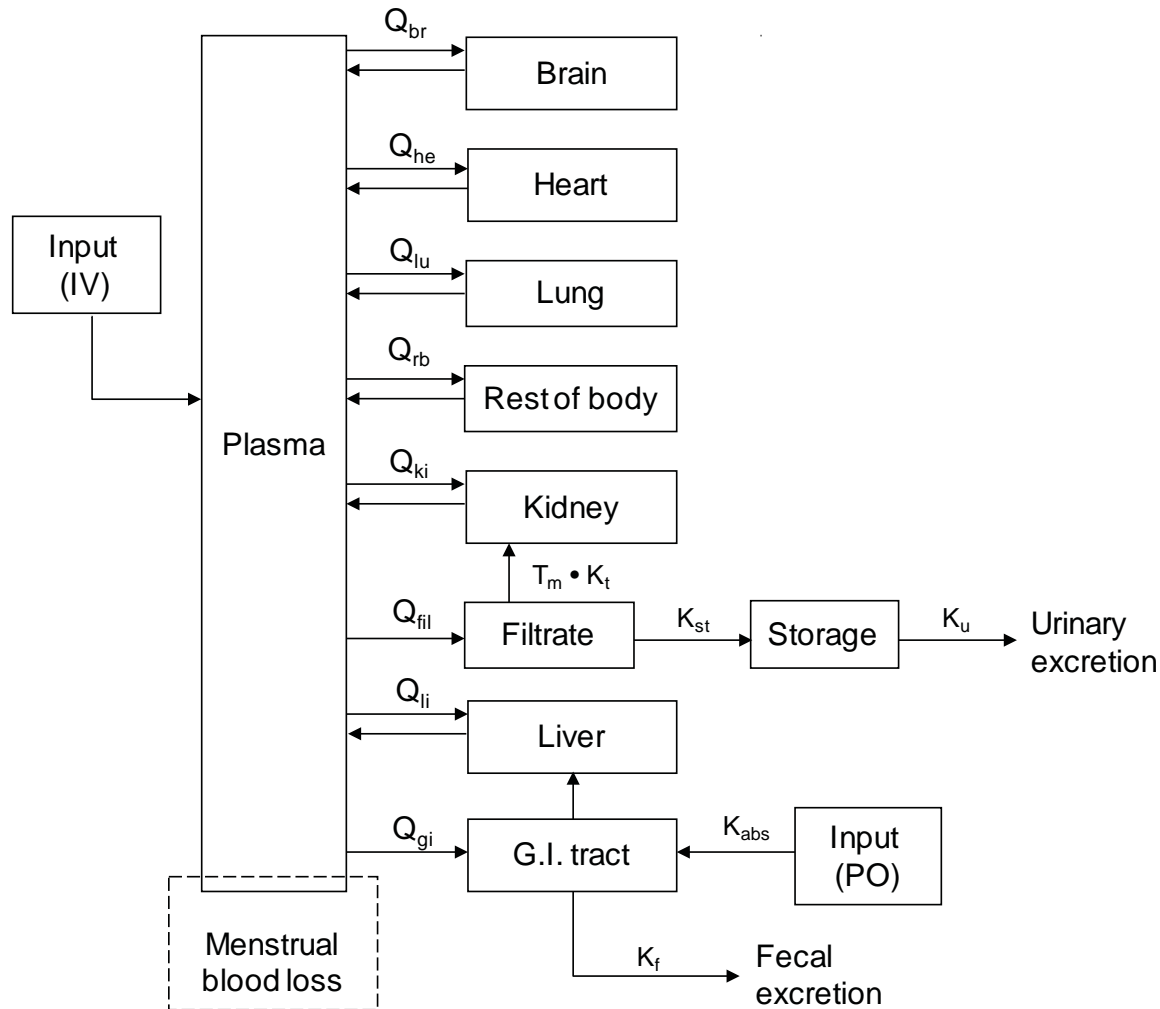 Q_br
Brain
Q_he
Heart
Input
(IV)
Q_lu
Lung
Q_rb
Rest of body
Plasma
Q_ki
Kidney
T_m • K_t
Q_fil
Filtrate
K_st
Storage
K_u
Urinary
excretion
Q_li
Liver
Q_gi
G.I. tract
K_abs
Input
(PO)
Menstrual
blood loss
K_f
Fecal
excretion